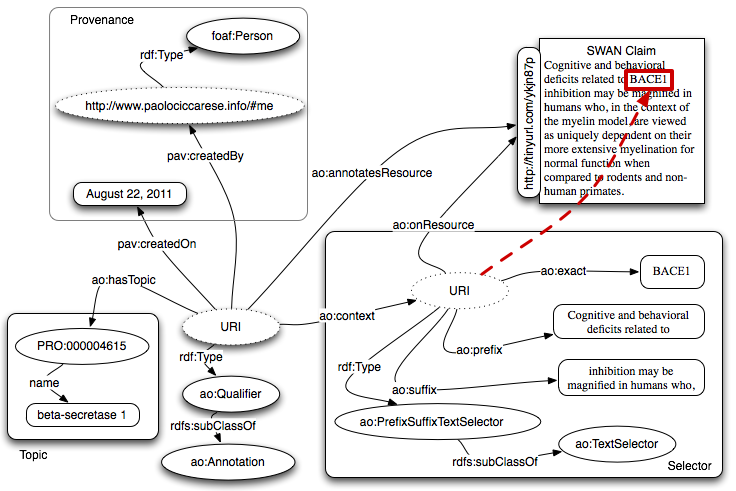 Provenance
foaf:Person
rdf:Type
http://www.paolociccarese.info/#me
pav:createdBy
August 22, 2011
pav:createdOn
SWAN Claim
Cognitive and behavioral
deficits related to BACE1
inhibition may be magnified in
humans who, in the context of
the myelin model, are viewed
as uniquely dependent on their
more extensive myelination for
normal function when
compared to rodents and non-
human primates.
http://tinyurl.com/ykjn87p
ao:annotatesResource
ao:onResource
ao:hasTopic
URI
ao:context
URI
ao:exact
BACE1
ao:prefix
Cognitive and behavioral
deficits related to
ao:suffix
inhibition may be
magnified in humans who,
rdf:Type
ao:PrefixSuffixTextSelector
rdfs:subClassOf
ao:TextSelector
Selector
PRO:000004615
name
beta-secretase 1
Topic
rdf:Type
ao:Qualifier
rdfs:subClassOf
ao:Annotation